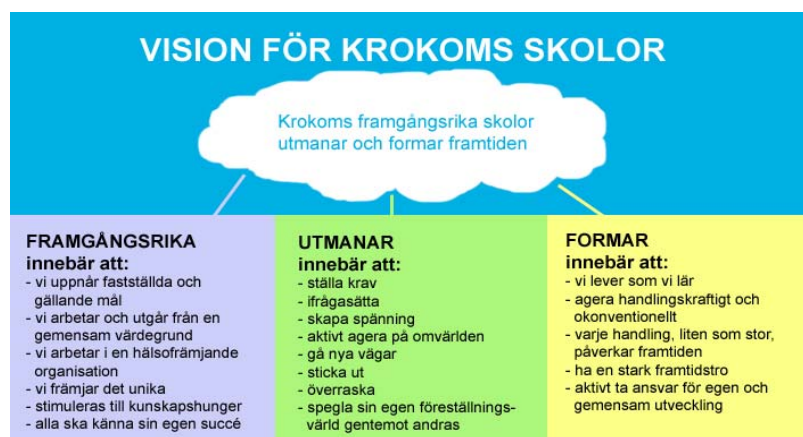 VISION FÖR KROKOMS SKOLOR
Krokoms framgångsrika skolor
utmanar och formar framtiden
FRAMGÅNGSRIKA
innebär att:
- vi uppnår fastställda och
gällande mål
- vi arbetar och utgår från en
gemensam värdegrund
- vi arbetar i en hälsofrämjande
organisation
- vi främjar det unika
- stimuleras till kunskapshunger
- alla ska känna sin egen succé
UTMANAR
innebär att:
- ställa krav
- ifrågasätta
- skapa spänning
- aktivt agera på omvärlden
- gå nya vägar
- sticka ut
- överraska
- spegla sin egen föreställnings-
värld gentemot andras
FORMAR
innebär att:
- vi lever som vi lär
- agera handlingskraftigt och
okonventionellt
- varje handling, liten som stor,
påverkar framtiden
- ha en stark framtidstro
- aktivt ta ansvar för egen och
gemensam utveckling